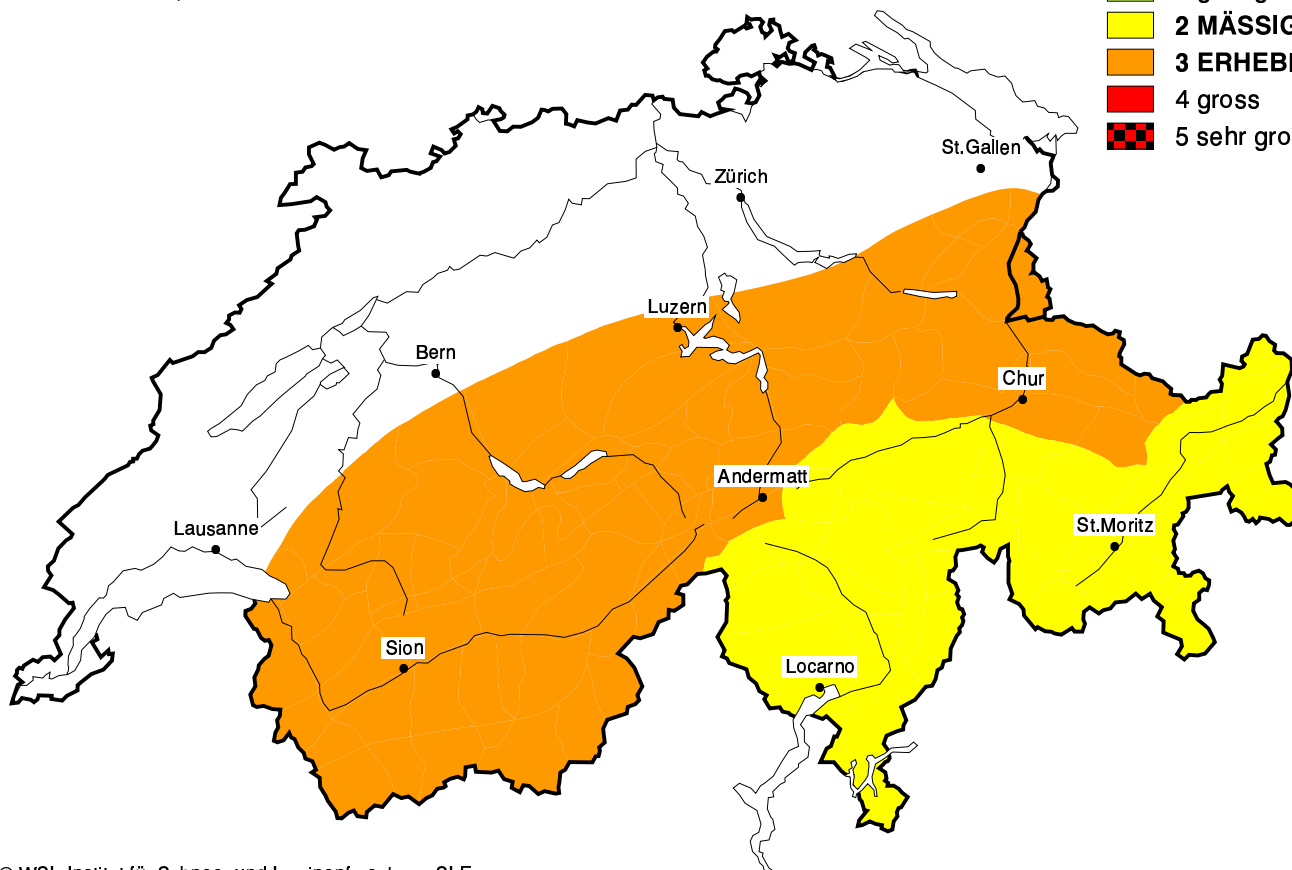 2 MÄSSIG
3 ERHEB
4 gross
5 sehr gro
St.Gallen
Zürich
Luzern
Bern
Chur
Andermatt
Lausanne
St.Moritz
Sion
Locarno